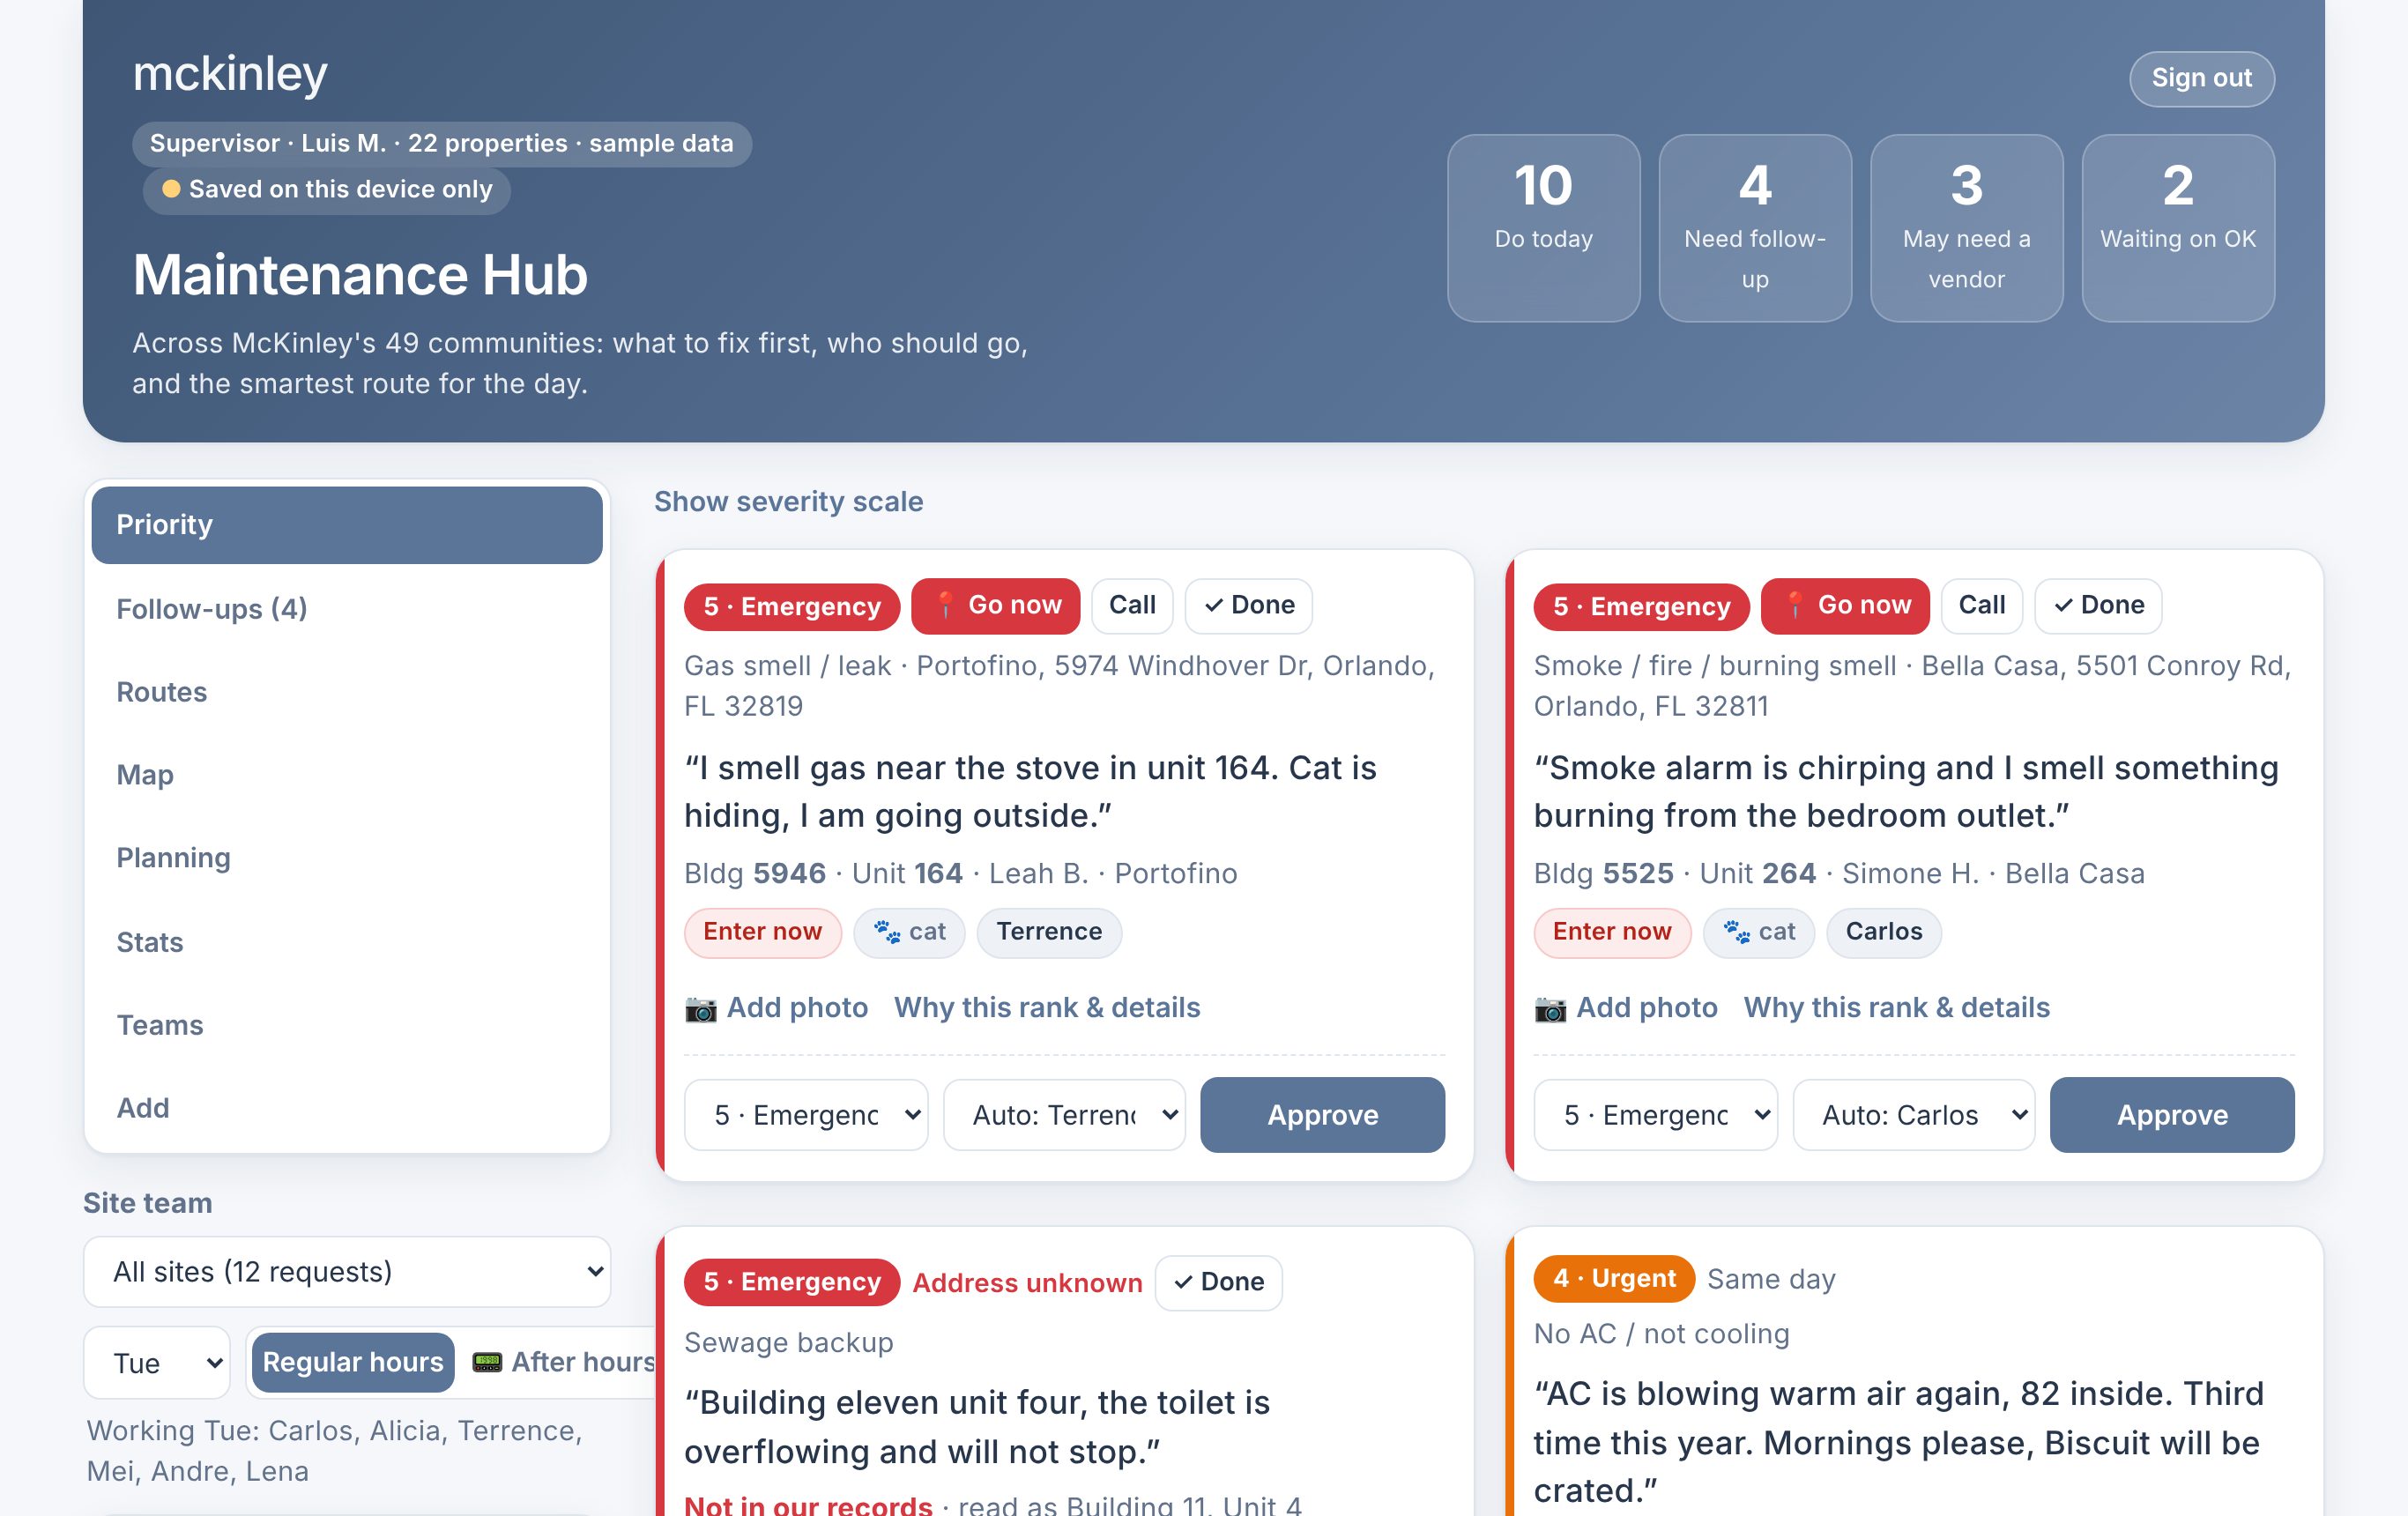 mckinley
Sign out
Supervisor · Luis M. · 22 properties · sample data
Saved on this device only
Maintenance Hub
Across McKinley's 49 communities: what to fix first, who should go,
and the smartest route for the day.
10
Do today
4
Need follow-
up
3
May need a
vendor
2
Waiting on OK
Priority
Follow-ups (4)
Routes
Map
Planning
Stats
Teams
Add
Site team
All sites (12 requests)
Tue
Regular hours
After hours
Working Tue: Carlos, Alicia, Terrence,
Mei, Andre, Lena
Show severity scale
5 · Emergency
Go now
Call
✓ Done
Gas smell / leak · Portofino, 5974 Windhover Dr, Orlando,
FL 32819
“I smell gas near the stove in unit 164. Cat is
hiding, I am going outside.”
Bldg 5946 · Unit 164 · Leah B. · Portofino
Enter now
cat
Terrence
Add photo
Why this rank & details
5 · Emergenc
Auto: Terrenc
Approve
5 · Emergency
Go now
Call
✓ Done
Smoke / fire / burning smell · Bella Casa, 5501 Conroy Rd,
Orlando, FL 32811
“Smoke alarm is chirping and I smell something
burning from the bedroom outlet.”
Bldg 5525 · Unit 264 · Simone H. · Bella Casa
Enter now
cat
Carlos
Add photo
Why this rank & details
5 · Emergenc
Auto: Carlos
Approve
5 · Emergency
Address unknown
✓ Done
Sewage backup
“Building eleven unit four, the toilet is
overflowing and will not stop.”
Not in our records · read as Building 11, Unit 4
4 · Urgent
Same day
No AC / not cooling
“AC is blowing warm air again, 82 inside. Third
time this year. Mornings please, Biscuit will be
crated.”